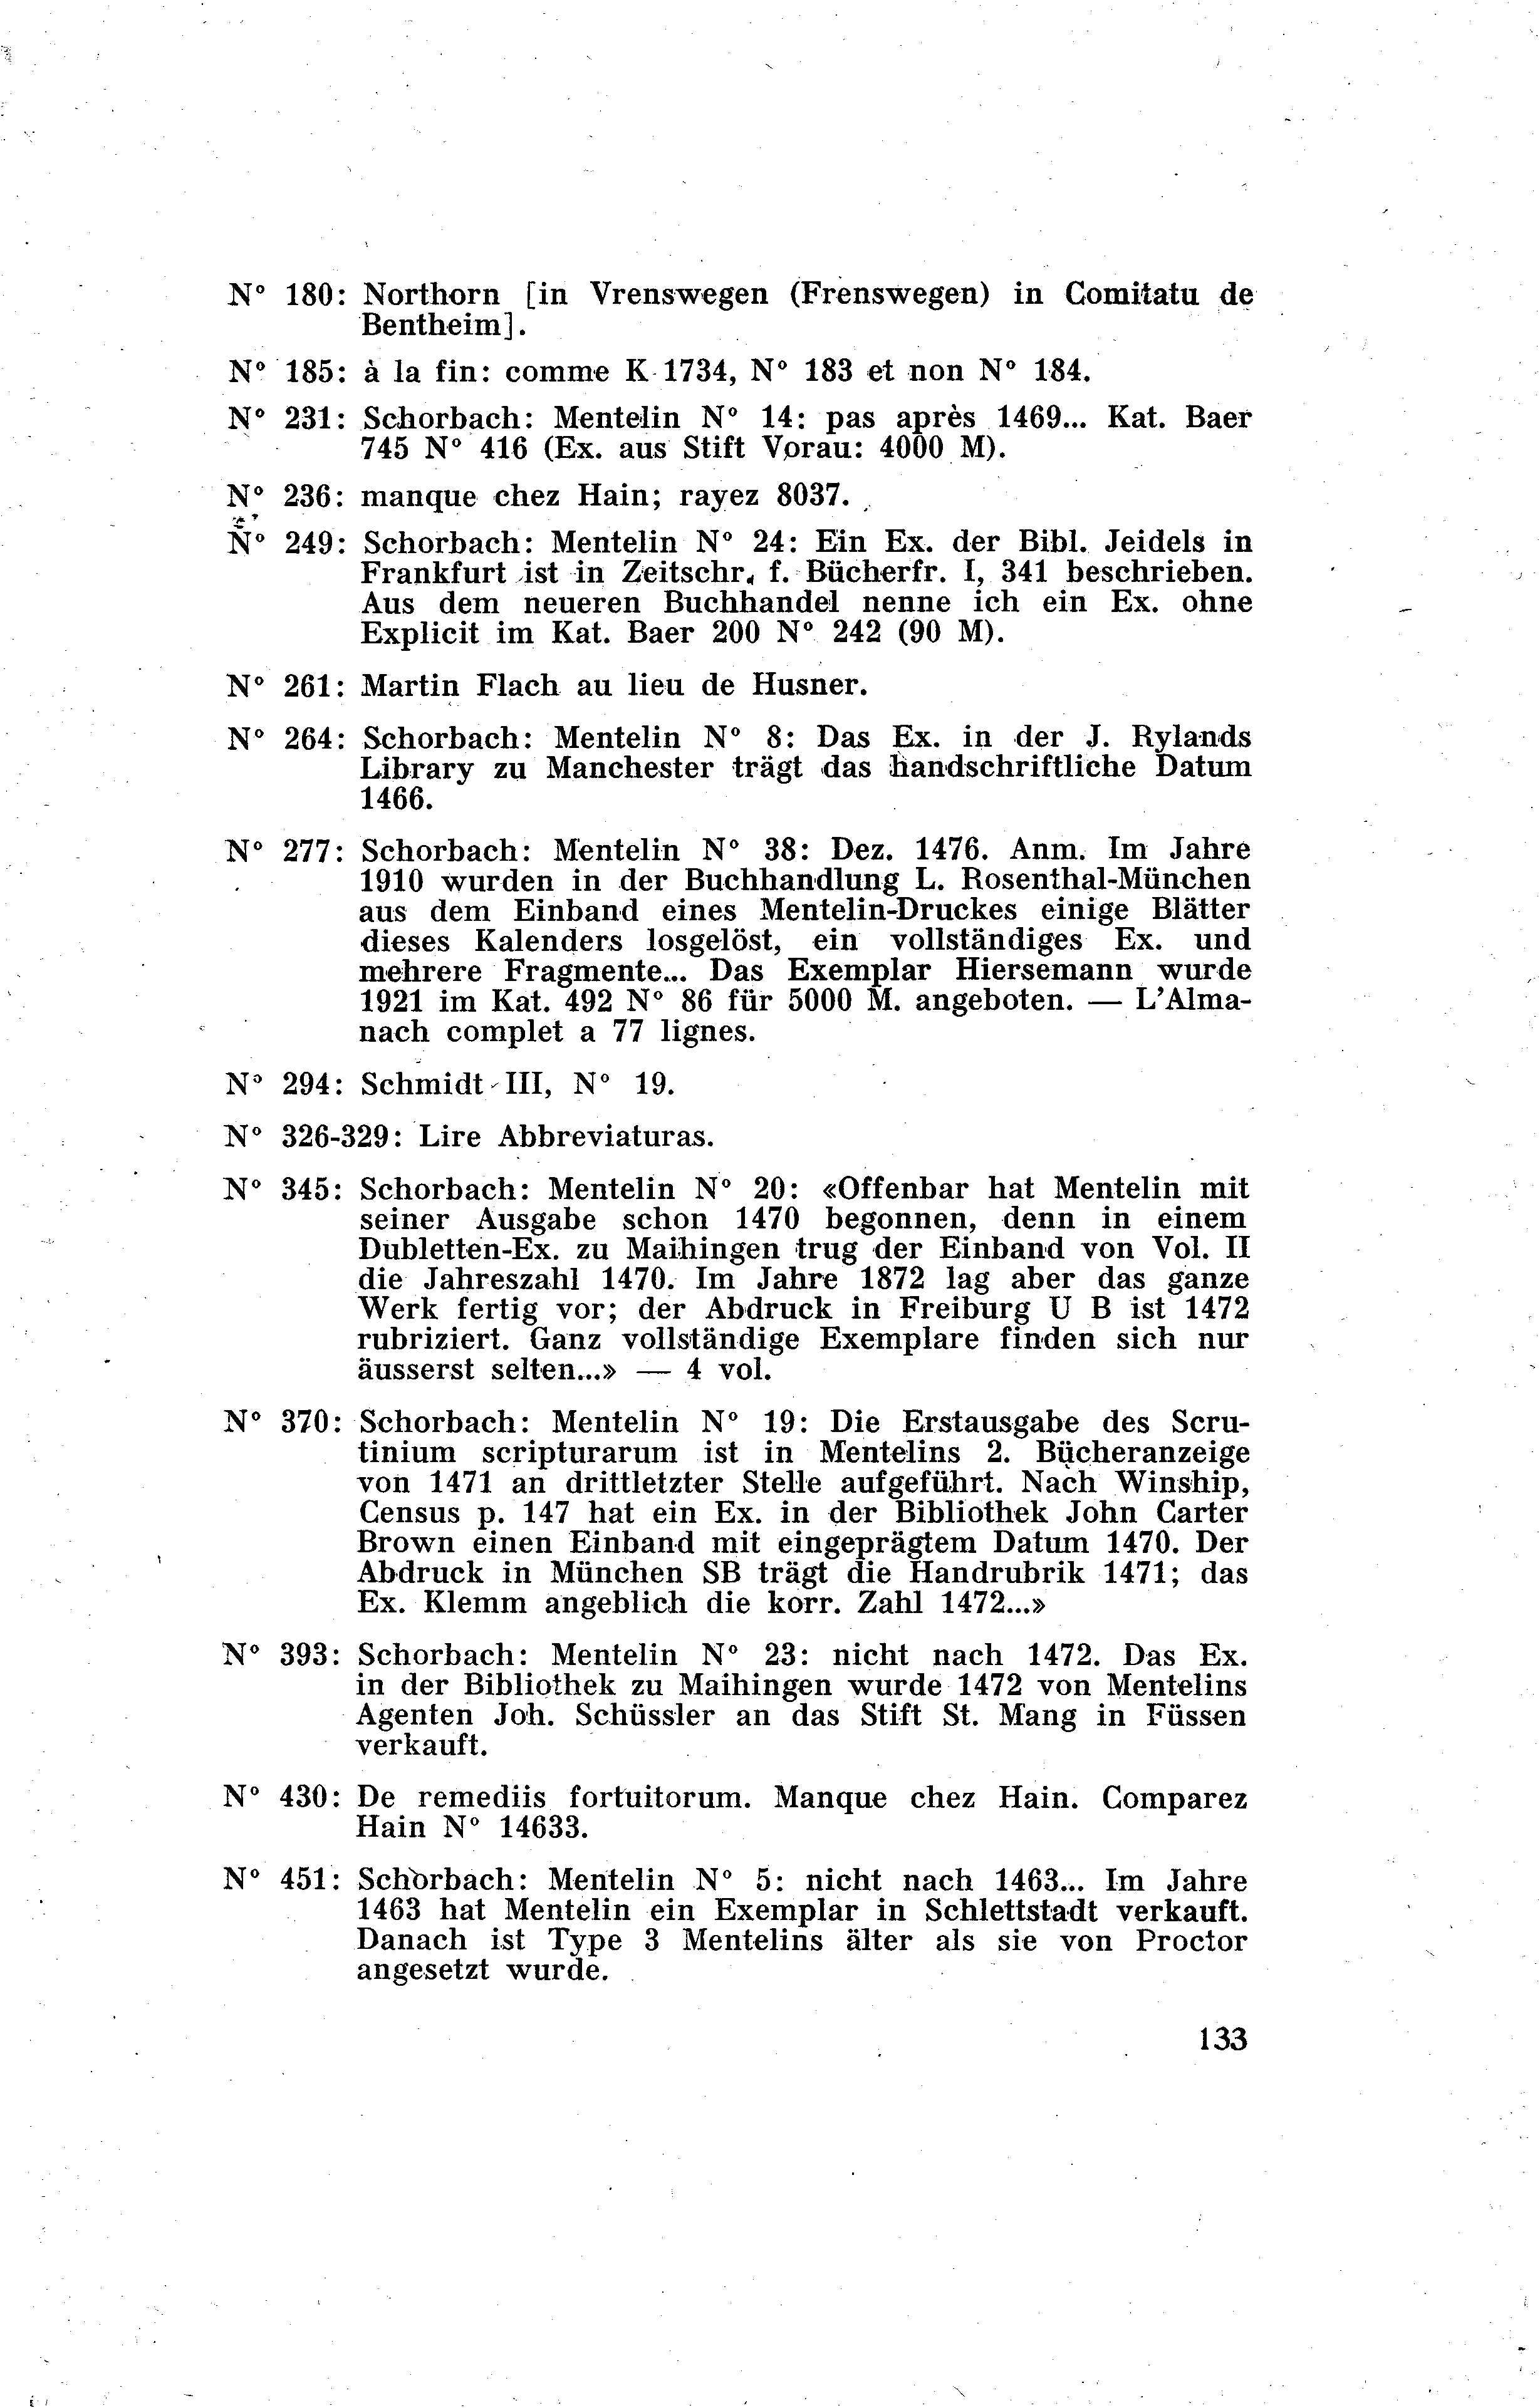 N° 180: Northorn [in Vrenswegen (Frenswegen) in Comitatu de
Bentheim].
N° 185: à la fin: comme K 1734, N° 183 et non N° 184.
N° 231: Schorbach: Mentelin N° 14: pas après 1469... Kat. Baer
745 N° 416 (Ex. aus Stift Vorau: 4000 M).
N° 236: manque chez Hain; rayez 8037.
N° 249: Schorbach: Mentelin N° 24: Ein Ex. der Bibl. Jeidels in
Frankfurt ist in Zeitschr. f. Bücherfr. I, 341 beschrieben.
Aus dem neueren Buchhandel nenne ich ein Ex. ohne
Explicit im Kat. Baer 200 N° 242 (90 M).
N° 261: Martin Flach au lieu de Husner.
N° 264: Schorbach: Mentelin N° 8: Das Ex. in der J. Rylands
Library zu Manchester trägt das handschriftliche Datum
1466.
N° 277: Schorbach: Mentelin N° 38: Dez. 1476. Anm. Im Jahre
1910 wurden in der Buchhandlung L. Rosenthal-München
aus dem Einband eines Mentelin-Druckes einige Blätter
dieses Kalenders losgelöst, ein vollständiges Ex. und
mehrere Fragmente... Das Exemplar Hiersemann wurde
1921 im Kat. 492 N° 86 für 5000 M. angeboten. — L'Alma-
nach complet a 77 lignes.
N° 294: Schmidt III, N° 19.
N° 326-329: Lire Abbreviaturas.
N° 345: Schorbach: Mentelin N° 20: «Offenbar hat Mentelin mit
seiner Ausgabe schon 1470 begonnen, denn in einem
Dubletten-Ex. zu Maihingen trug der Einband von Vol. II
die Jahreszahl 1470. Im Jahre 1872 lag aber das ganze
Werk fertig vor; der Abdruck in Freiburg U B ist 1472
rubriziert. Ganz vollständige Exemplare finden sich nur
äusserst selten...» — 4 vol.
N° 370: Schorbach: Mentelin N° 19: Die Erstausgabe des Scru-
tinium scripturarum ist in Mentelins 2. Bücheranzeige
von 1471 an drittletzter Stelle aufgeführt. Nach Winship,
Census p. 147 hat ein Ex. in der Bibliothek John Carter
Brown einen Einband mit eingeprägtem Datum 1470. Der
Abdruck in München SB trägt die Handrubrik 1471; das
Ex. Klemm angeblich die korr. Zahl 1472...»
N° 393: Schorbach: Mentelin N° 23: nicht nach 1472. Das Ex.
in der Bibliothek zu Maihingen wurde 1472 von Mentelins
Agenten Joh. Schüssler an das Stift St. Mang in Füssen
verkauft.
N° 430: De remediis fortuitorum. Manque chez Hain. Comparez
Hain N° 14633.
N° 451: Schorbach: Mentelin N° 5: nicht nach 1463... Im Jahre
1463 hat Mentelin ein Exemplar in Schlettstadt verkauft.
Danach ist Type 3 Mentelins älter als sie von Proctor
angesetzt wurde.
133